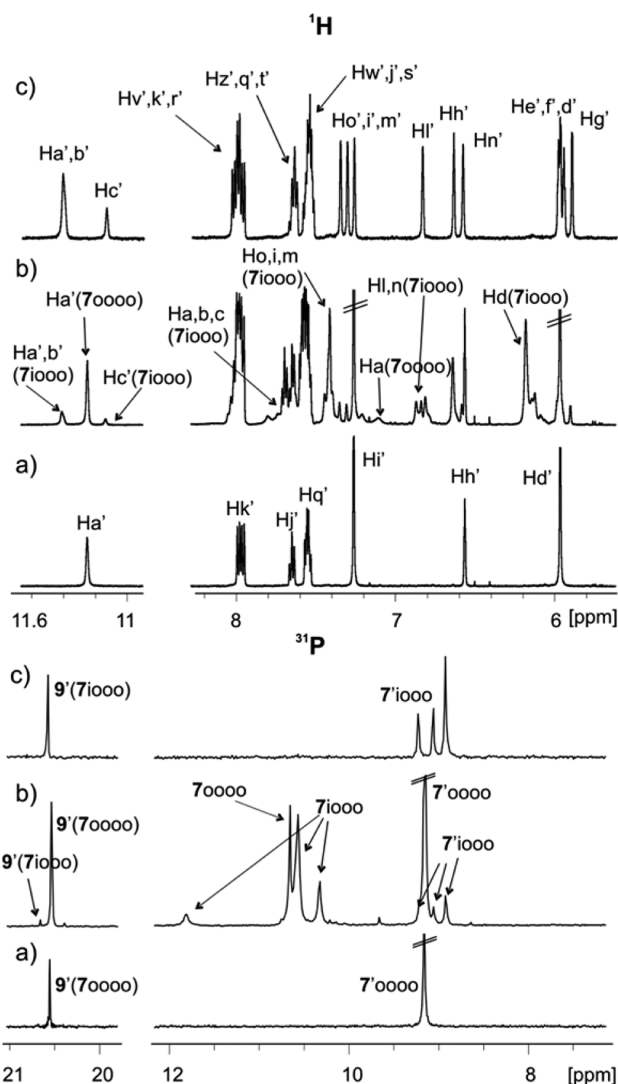 ¹H
c)
Hv',k',r'
Hz',q',t'
Hw',j',s'
Ho',i',m'
Hl'
Hh'
Hn'
He',f',d'
Hg'
Ha',b'
Hc'
b)
Ha'(7oooo)
Ha',b'
(7iooo)
Hc'(7iooo)
Ha,b,c
(7iooo)
Ho,i,m
(7iooo)
Ha(7oooo)
Hl,n(7iooo)
Hd(7iooo)
a)
Ha'
Hk'
Hj'
Hq'
Hi'
Hh'
Hd'
11.6 11 8 7 6 [ppm]
³¹P
c)
9'(7iooo)
7'iooo
b)
9'(7oooo)
9'(7iooo)
7oooo
7iooo
7'oooo
7'iooo
a)
9'(7oooo)
7'oooo
21 20 12 10 8 [ppm]